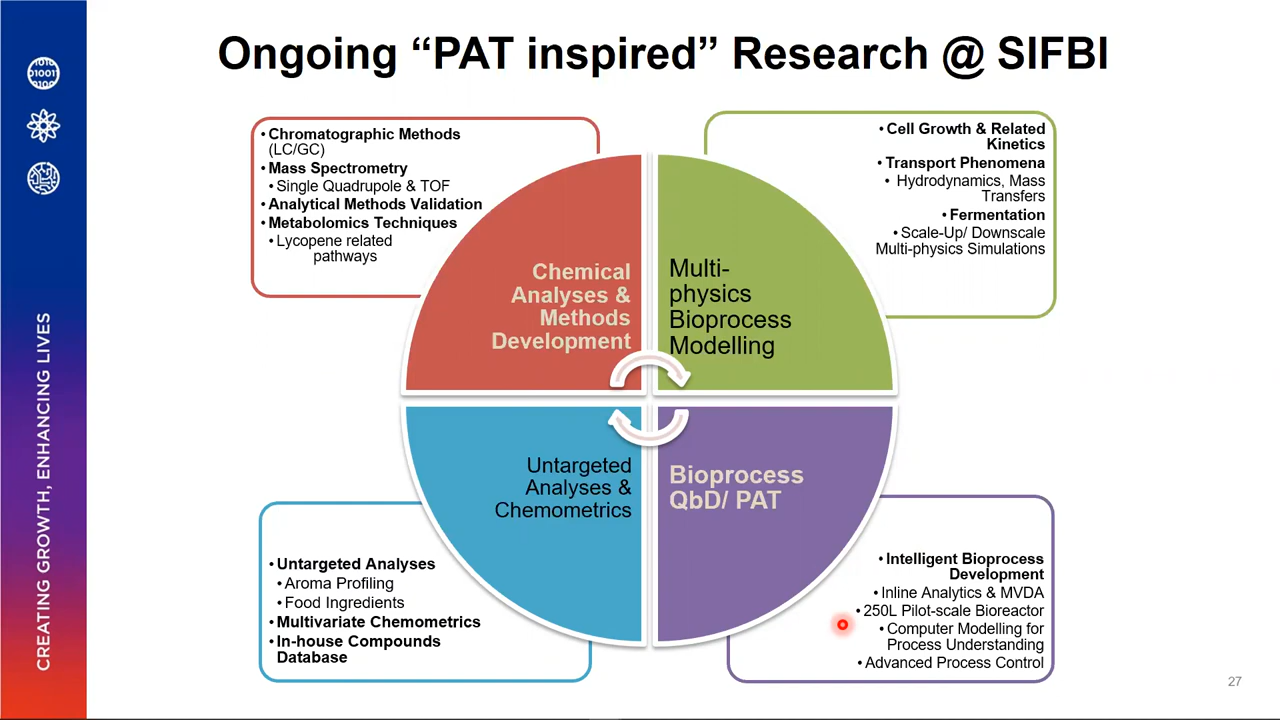 Ongoing “PAT inspired” Research @ SIFBI
• Chromatographic Methods
(LC/GC)
• Mass Spectrometry
• Single Quadrupole & TOF
• Analytical Methods Validation
• Metabolomics Techniques
• Lycopene related
pathways
• Cell Growth & Related
Kinetics
• Transport Phenomena
• Hydrodynamics, Mass
Transfers
• Fermentation
• Scale-Up/ Downscale
Multi-physics Simulations
Chemical
Analyses &
Methods
Development
Multi-
physics
Bioprocess
Modelling
Untargeted
Analyses &
Chemometrics
Bioprocess
QbD/ PAT
• Untargeted Analyses
• Aroma Profiling
• Food Ingredients
• Multivariate Chemometrics
• In-house Compounds
Database
• Intelligent Bioprocess
Development
• Inline Analytics & MVDA
• 250L Pilot-scale Bioreactor
• Computer Modelling for
Process Understanding
• Advanced Process Control
CREATING GROWTH, ENHANCING LIVES
27